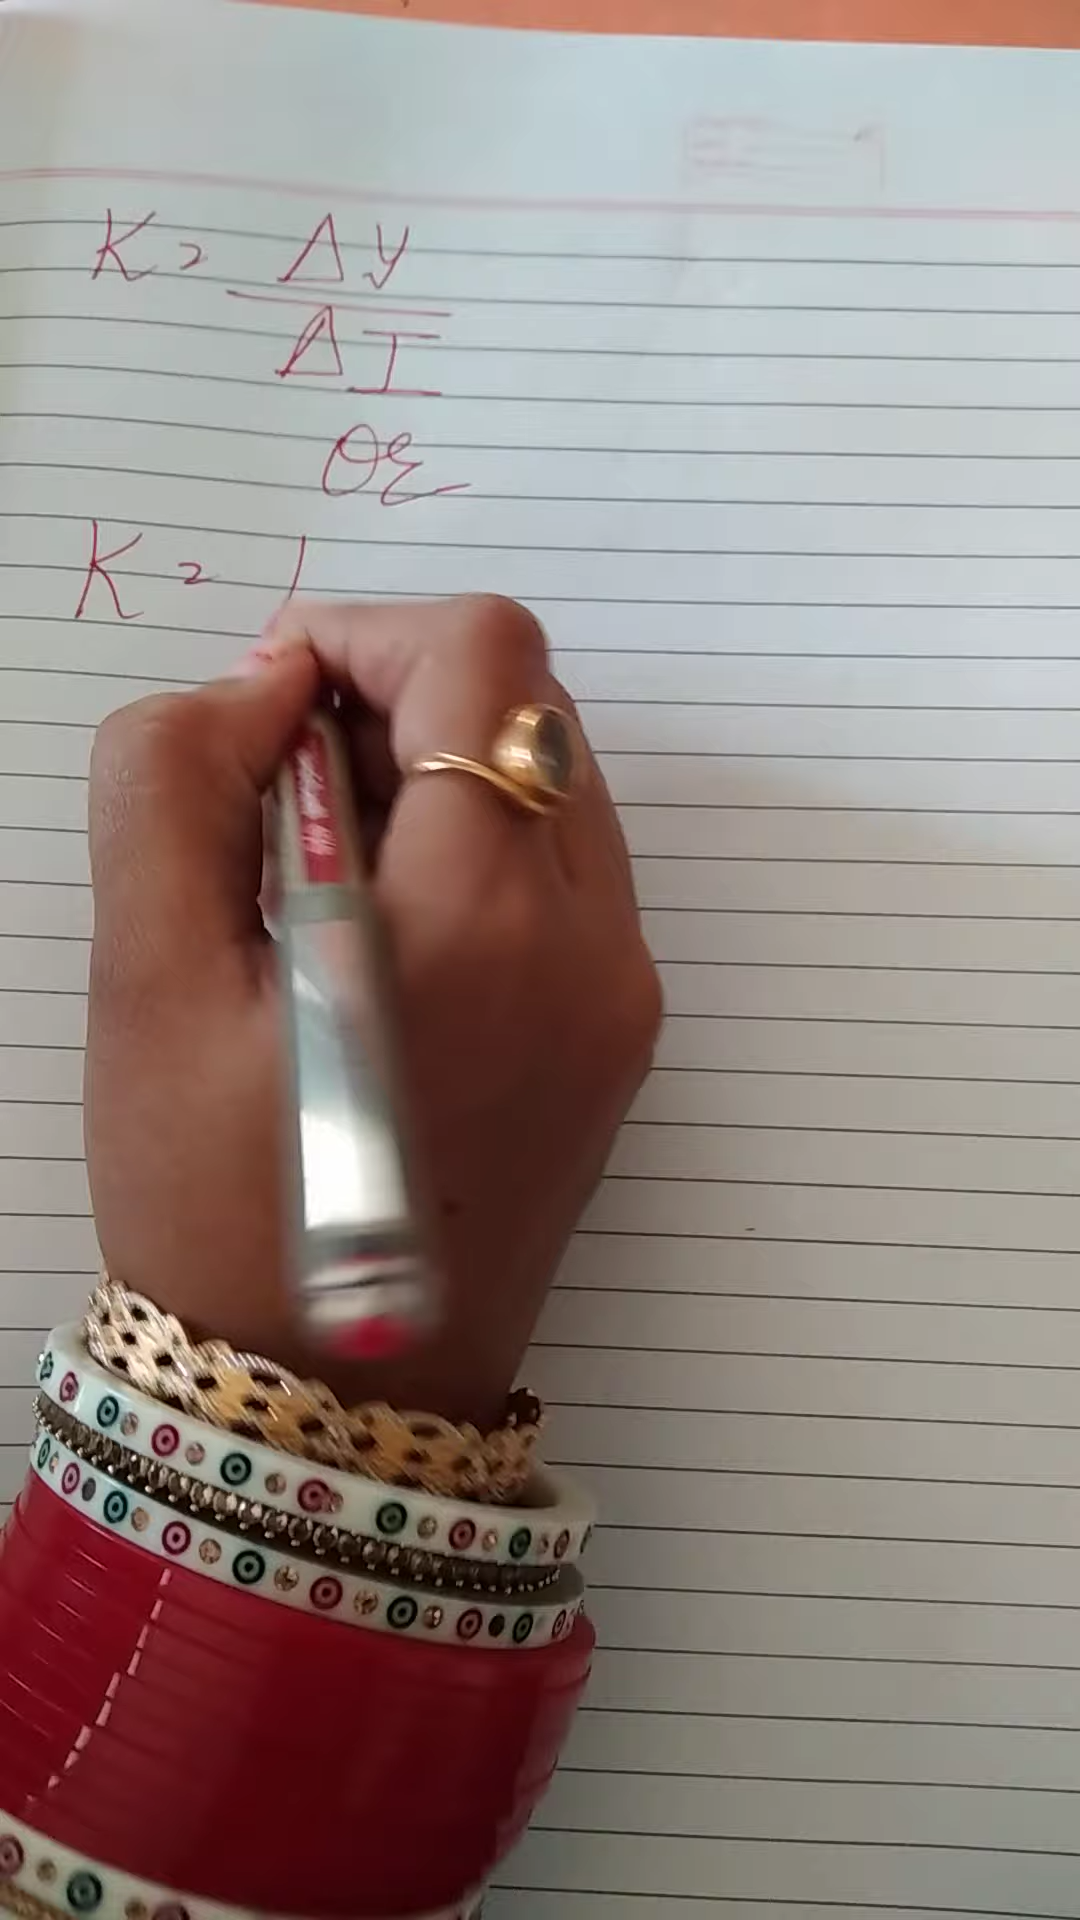 K = Δy
ΔI
or
K = 1